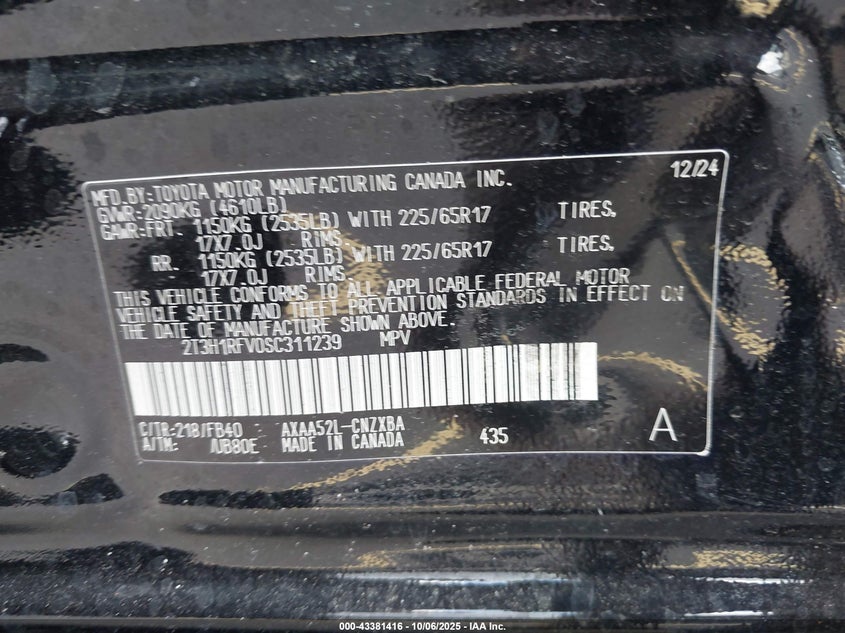 MFD.BY:TOYOTA MOTOR MANUFACTURING CANADA INC. 12/24
GVWR:2090KG (4610LB)
GAWR:FRT. 1150KG (2535LB) WITH 225/65R17 TIRES,
17X7.0J RIMS.
RR. 1150KG (2535LB) WITH 225/65R17 TIRES,
17X7.0J RIMS.
THIS VEHICLE CONFORMS TO ALL APPLICABLE FEDERAL MOTOR
VEHICLE SAFETY AND THEFT PREVENTION STANDARDS IN EFFECT ON
THE DATE OF MANUFACTURE SHOWN ABOVE.
2T3H1RFV0SC311239 MPV
C/TR:218/FB40 AXAA52L-CNZXBA
A/TM: /UB80E MADE IN CANADA 435 A
000-43381416 - 10/06/2025 - IAA Inc.